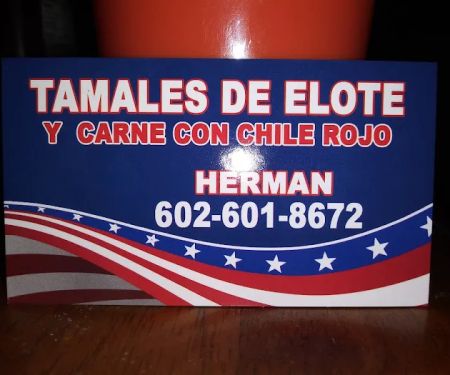 TAMALES DE ELOTE
Y CARNE CON CHILE ROJO
HERMAN
602-601-8672